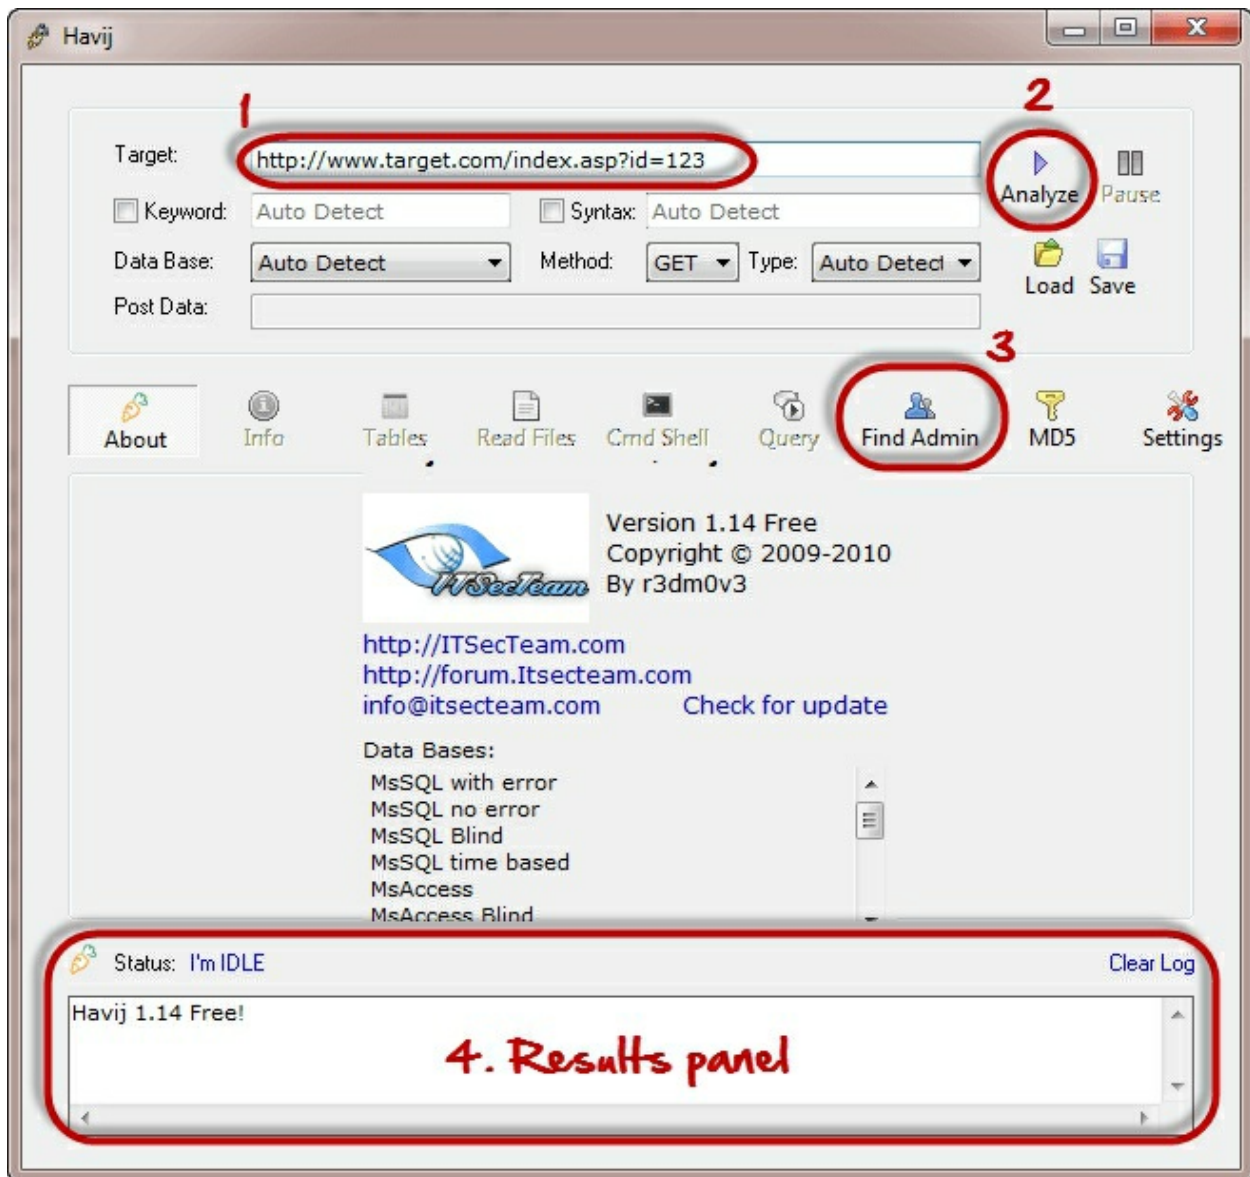 Havij
1
2
Target:
http://www.target.com/index.asp?id=123
Analyze
Pause
Keyword:
Auto Detect
Syntax:
Auto Detect
Data Base:
Auto Detect
Method:
GET
Type:
Auto Detect
Load
Save
Post Data:
3
About
Info
Tables
Read Files
Cmd Shell
Query
Find Admin
MD5
Settings
ITSecTeam
Version 1.14 Free
Copyright © 2009-2010
By r3dm0v3
http://ITSecTeam.com
http://forum.Itsecteam.com
info@itsecteam.com
Check for update
Data Bases:
MsSQL with error
MsSQL no error
MsSQL Blind
MsSQL time based
MsAccess
MsAccess Blind
Status: I'm IDLE
Clear Log
Havij 1.14 Free!
4. Results panel